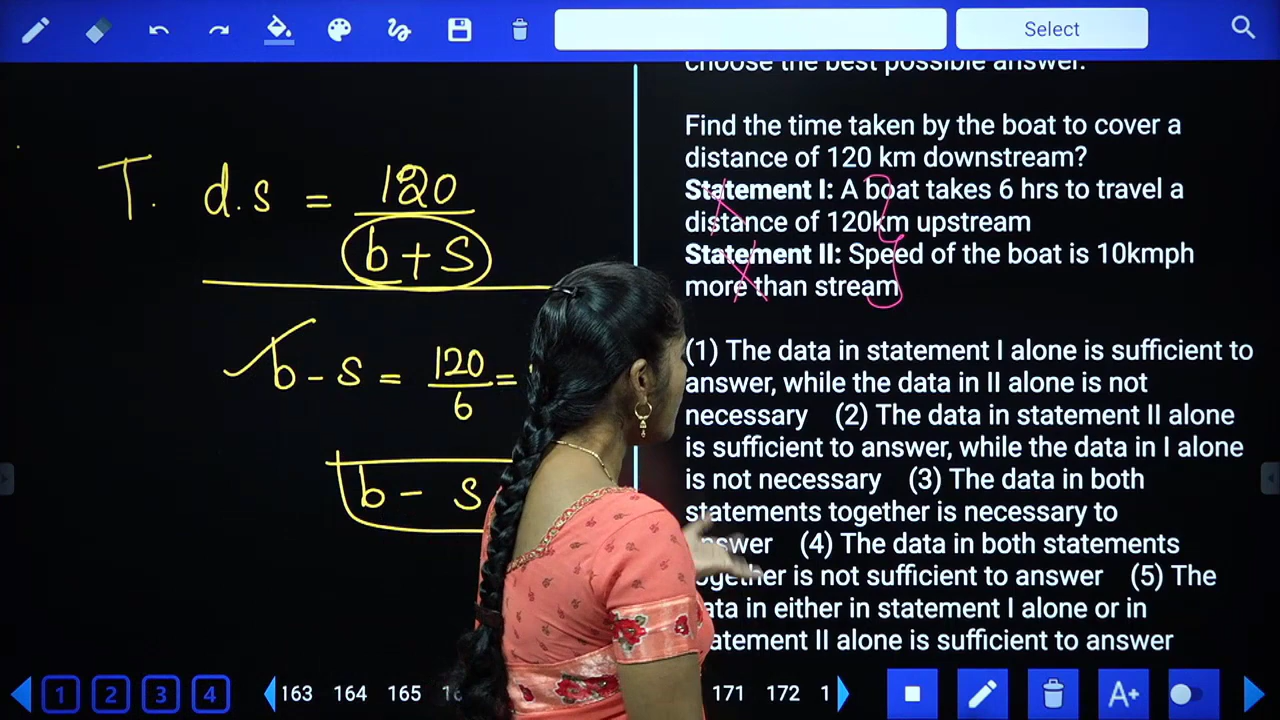 Select
choose the best possible answer.
Find the time taken by the boat to cover a
distance of 120 km downstream?
Statement I: A boat takes 6 hrs to travel a
distance of 120km upstream
Statement II: Speed of the boat is 10kmph
more than stream
(1) The data in statement I alone is sufficient to
answer, while the data in II alone is not
necessary (2) The data in statement II alone
is sufficient to answer, while the data in I alone
is not necessary (3) The data in both
statements together is necessary to
answer (4) The data in both statements
together is not sufficient to answer (5) The
data in either in statement I alone or in
statement II alone is sufficient to answer
T. d.s = 120
b + s
b - s = 120 =
6
b - s
1 2 3 4
163 164 165 171 172
A+